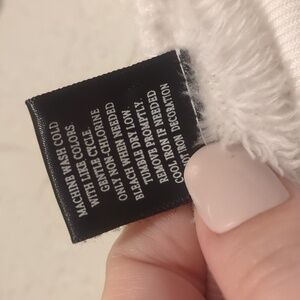 MACHINE WASH COLD
WITH LIKE COLORS
GENTLE CYCLE
ONLY NON-CHLORINE
BLEACH WHEN NEEDED
TUMBLE DRY LOW
REMOVE PROMPTLY
COOL IRON IF NEEDED
NOT IRON DECORATION